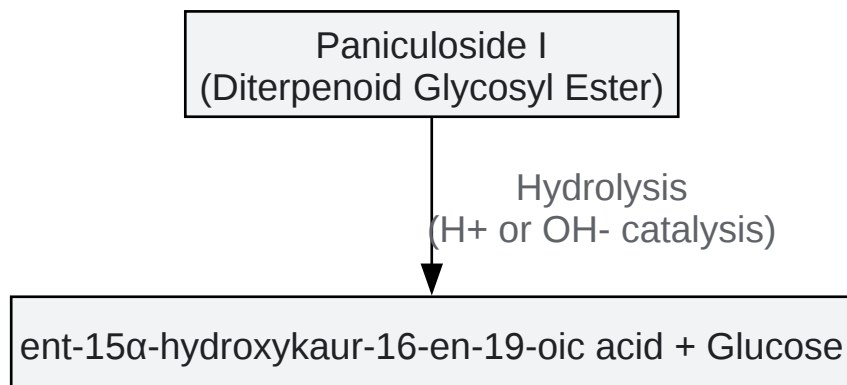 Paniculoside I
(Diterpenoid Glycosyl Ester)
Hydrolysis
(H+ or OH- catalysis)
ent-15α-hydroxykaur-16-en-19-oic acid + Glucose